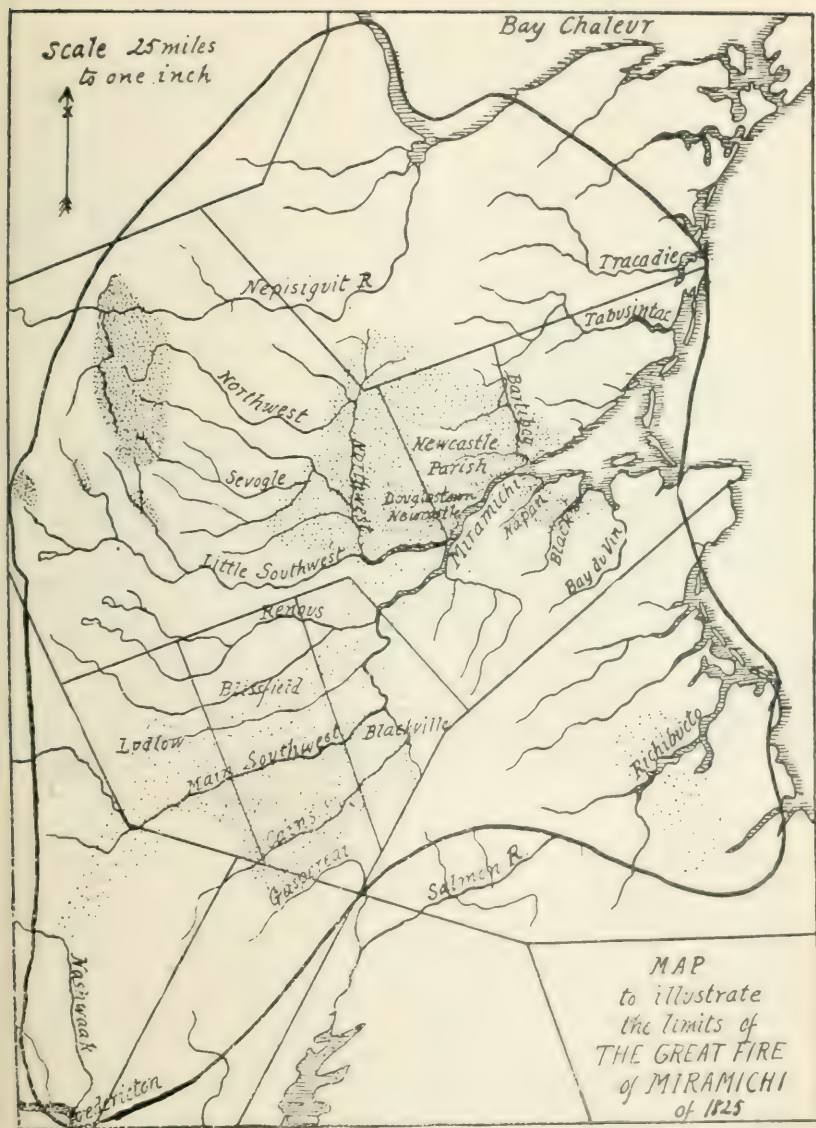 Bay Chaleur
Scale 25 miles
to one inch
Tracadie
Nepisiguit R
Tabusintac
Northwest
Bartibog
Newcastle
Parish
Northwest
Sevogle
Douglastown
Newcastle
Miramichi
Napan
Black
Bay du Vin
Little Southwest
Renous
Blissfield
Ludlow
Blackville
Main Southwest
Richibucto
Cains
Gaspereau
Salmon R.
Nashwaak
Fredericton
MAP
to illustrate
the limits of
THE GREAT FIRE
of MIRAMICHI
of 1825